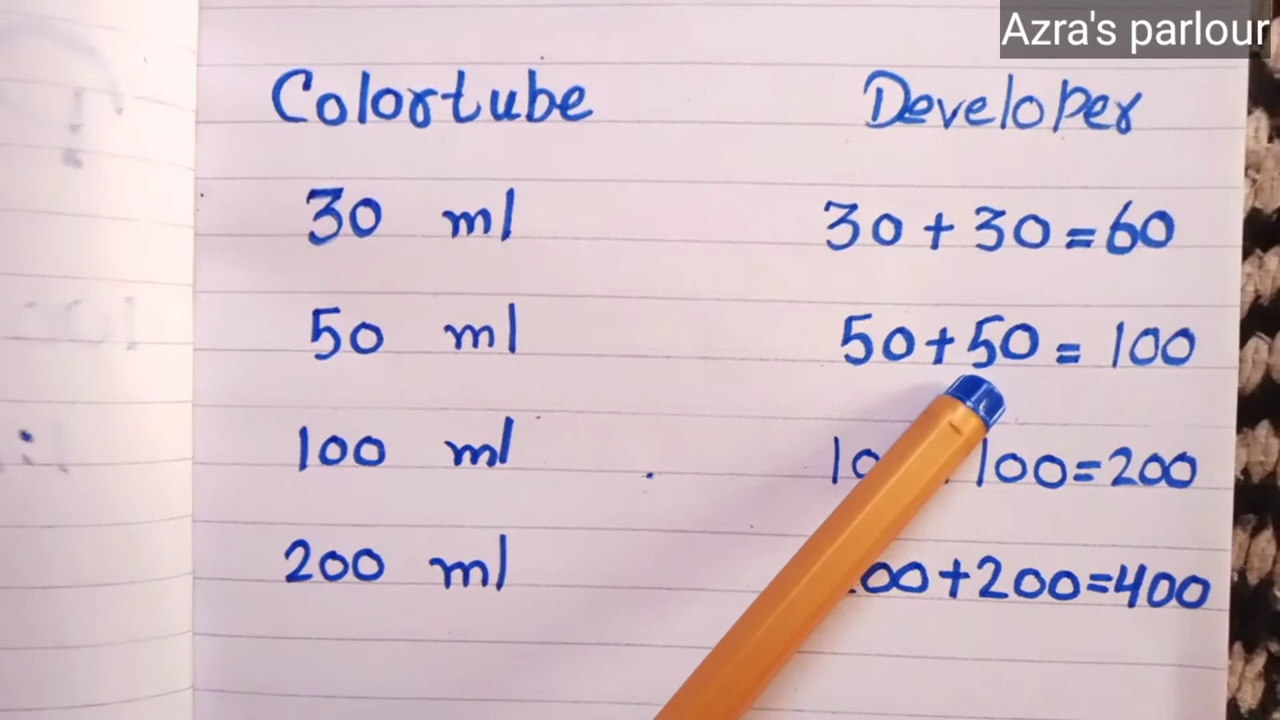 Azra's parlour
Colortube Developer
30 ml 30 + 30 = 60
50 ml 50 + 50 = 100
100 ml 100 = 200
200 ml + 200 = 400